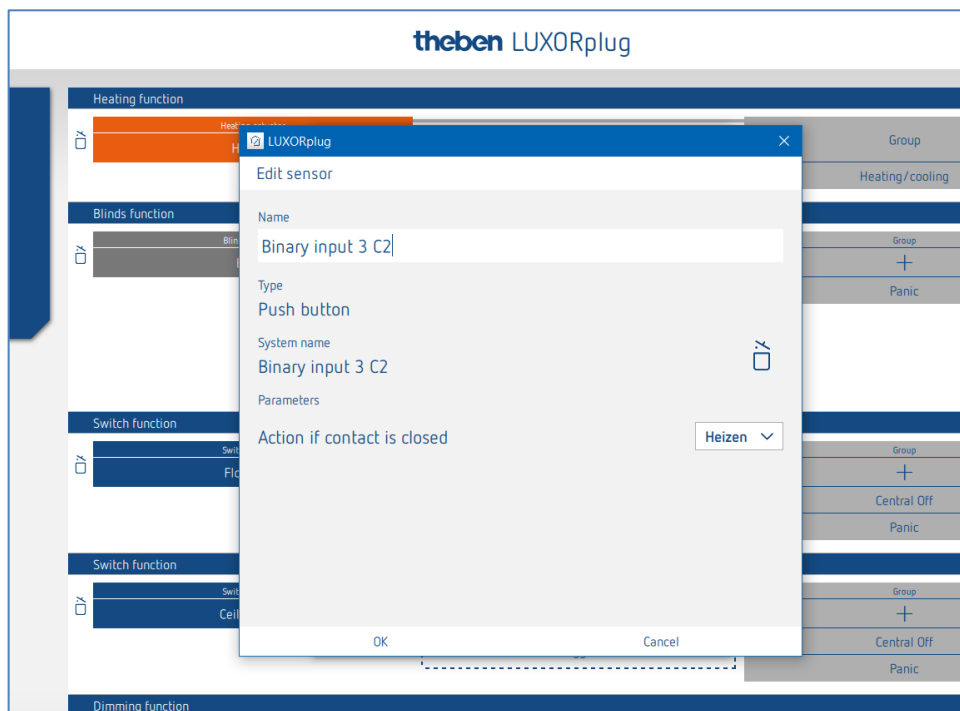 theben LUXORplug
Heating function
Group
Heating/cooling
LUXORplug
Edit sensor
Name
Binary input 3 C2
Type
Push button
System name
Binary input 3 C2
Parameters
Action if contact is closed
Heizen
OK
Cancel
Blinds function
Group
Panic
Switch function
Group
Central Off
Panic
Switch function
Group
Central Off
Panic
Dimming function